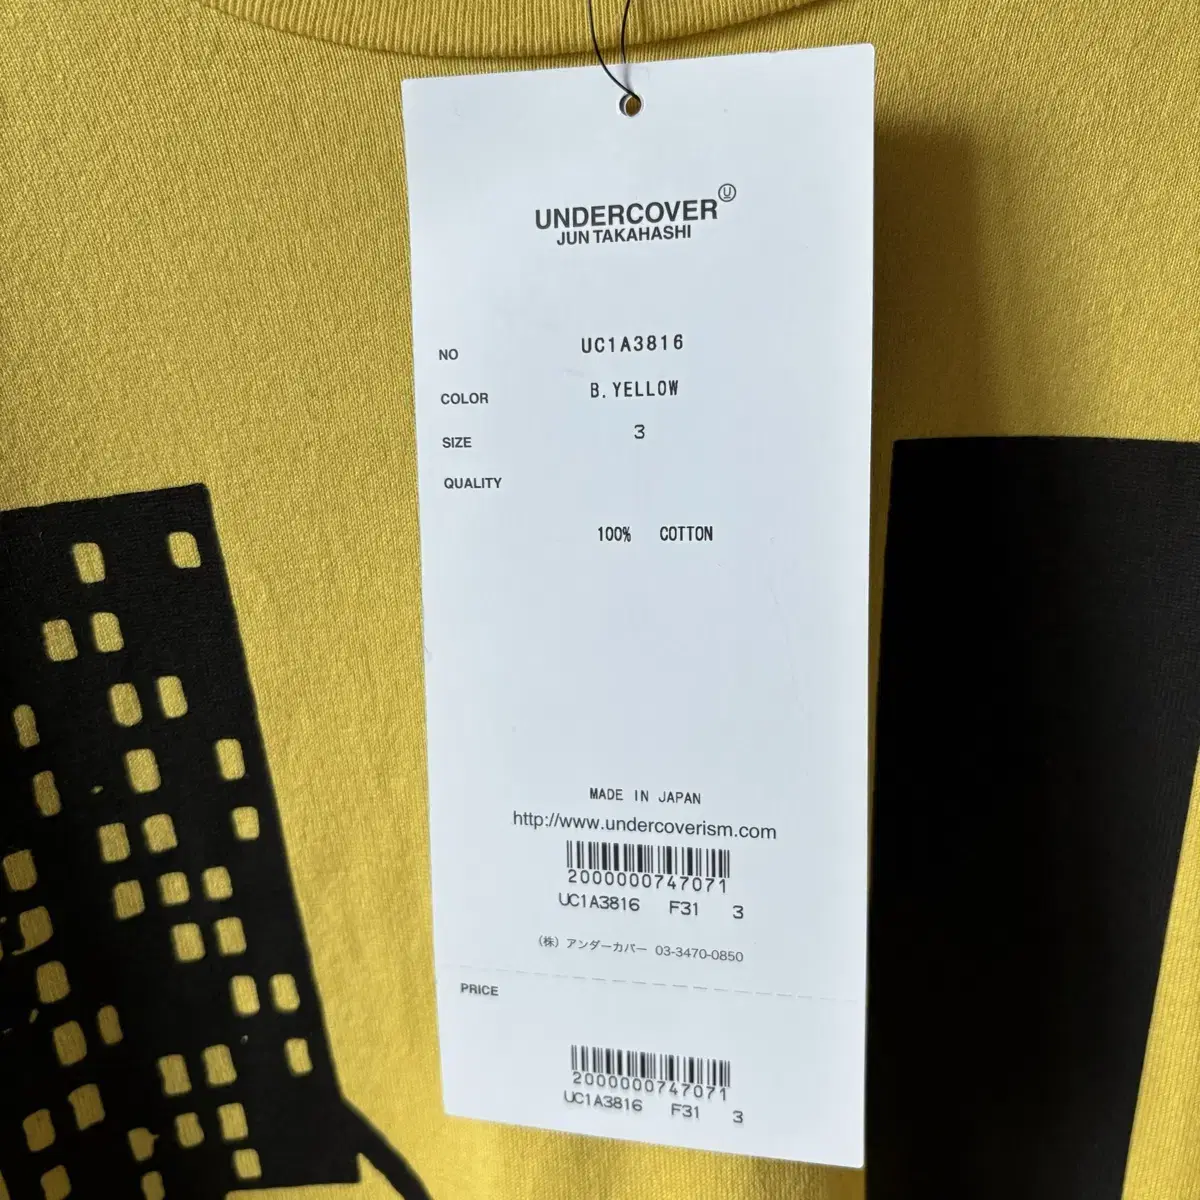 UNDERCOVER Ⓤ
JUN TAKAHASHI
NO UC1A3816
COLOR B.YELLOW
SIZE 3
QUALITY
100% COTTON
MADE IN JAPAN
http://www.undercoverism.com
2000000747071
UC1A3816 F31 3
(株) アンダーカバー 03-3470-0850
PRICE
2000000747071
UC1A3816 F31 3